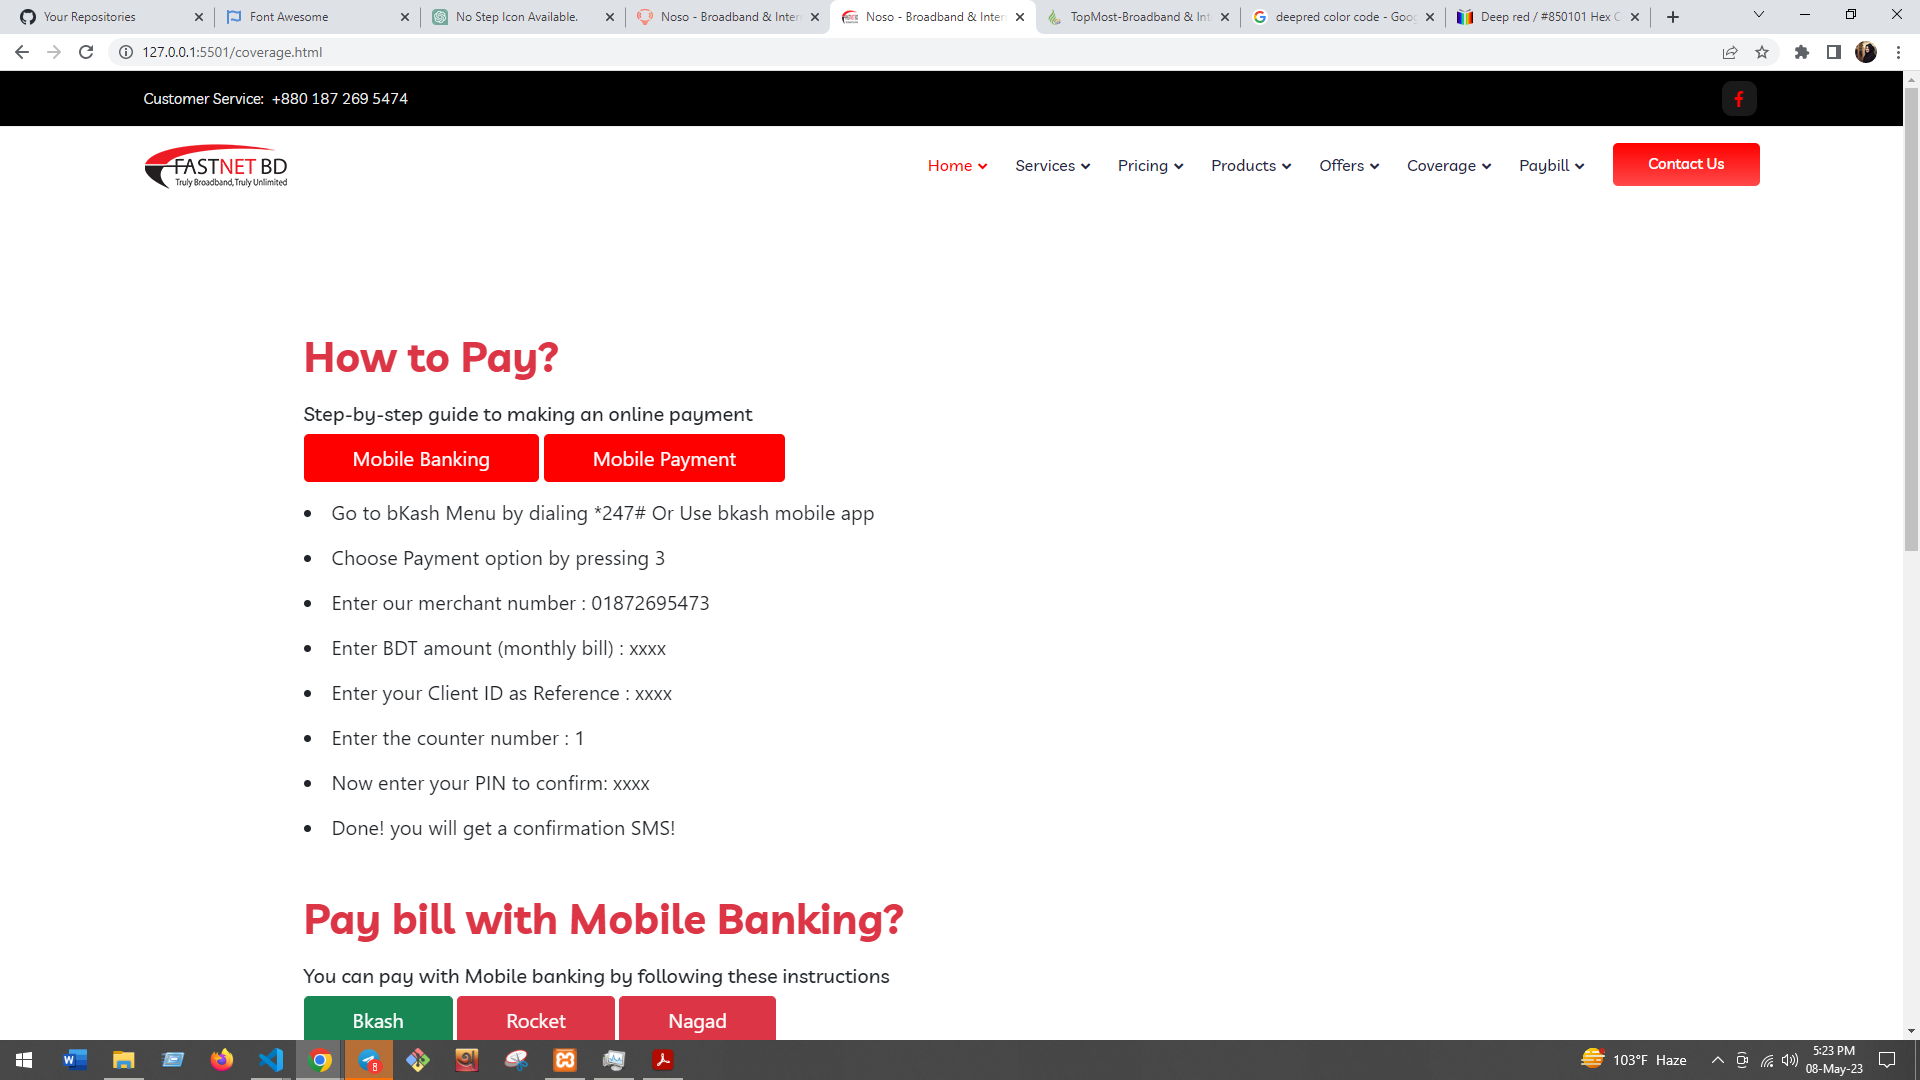 Your Repositories
Font Awesome
No Step Icon Available.
Noso - Broadband & Inter
Noso - Broadband & Inter
TopMost-Broadband & Int
deepred color code - Goog
Deep red / #850101 Hex C
127.0.0.1:5501/coverage.html
Customer Service: +880 187 269 5474
FASTNET BD
Truly Broadband,Truly Unlimited
Home
Services
Pricing
Products
Offers
Coverage
Paybill
Contact Us
How to Pay?
Step-by-step guide to making an online payment
Mobile Banking
Mobile Payment
Go to bKash Menu by dialing *247# Or Use bkash mobile app
Choose Payment option by pressing 3
Enter our merchant number : 01872695473
Enter BDT amount (monthly bill) : xxxx
Enter your Client ID as Reference : xxxx
Enter the counter number : 1
Now enter your PIN to confirm: xxxx
Done! you will get a confirmation SMS!
Pay bill with Mobile Banking?
You can pay with Mobile banking by following these instructions
Bkash
Rocket
Nagad
8
103°F Haze
5:23 PM
08-May-23